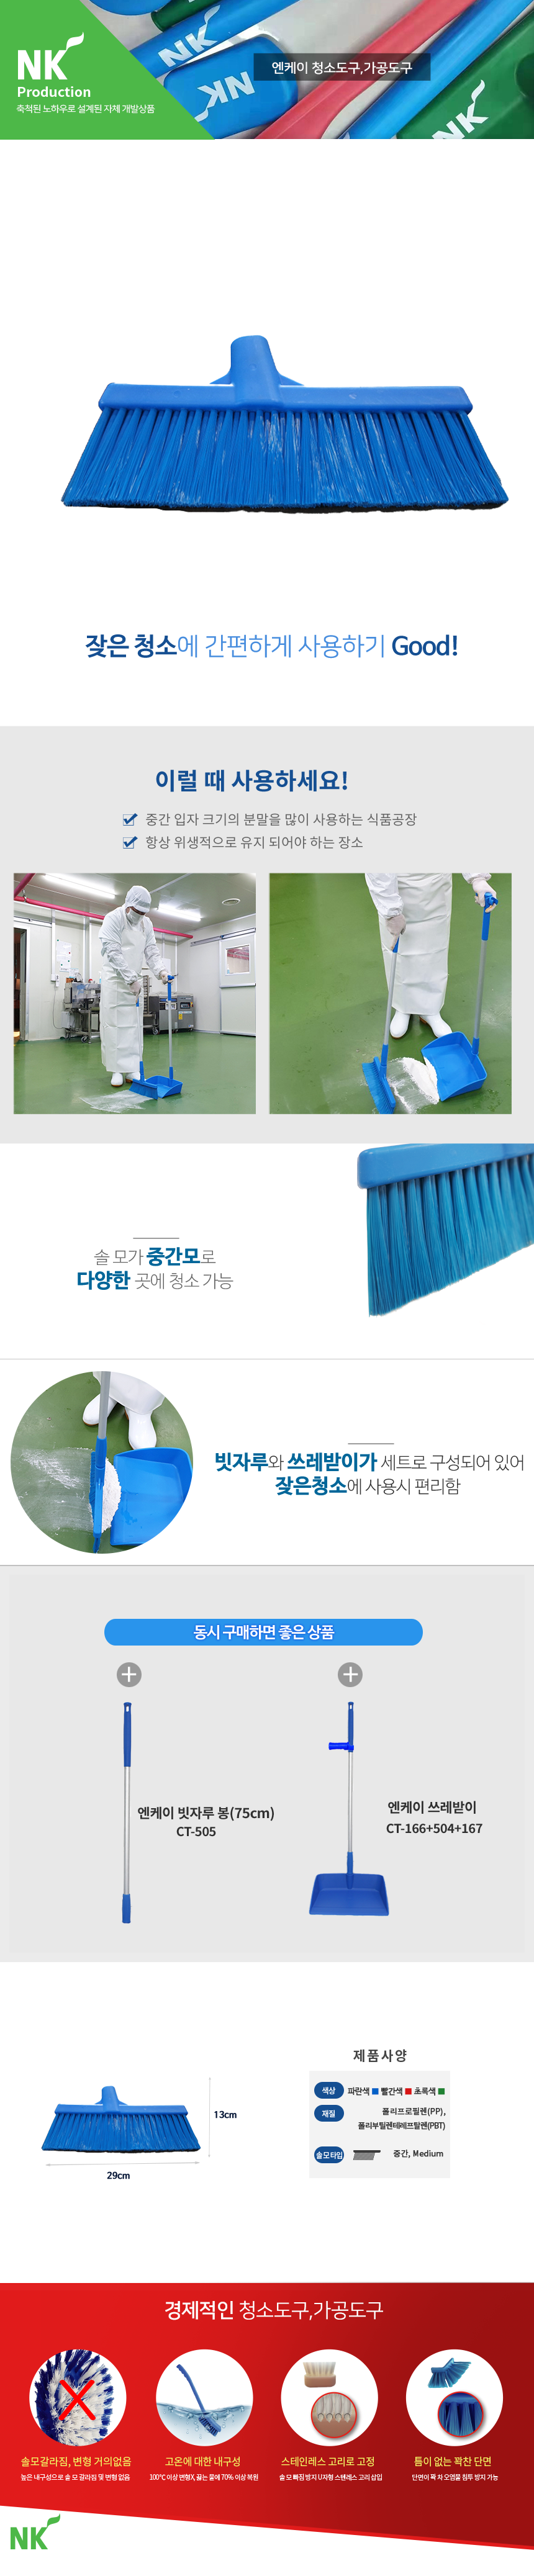 NK
Production
축적된 노하우로 설계된 자체 개발상품
NK
NK
NK
엔케이 청소도구,가공도구
잦은 청소에 간편하게 사용하기 Good!
이럴 때 사용하세요!
중간 입자 크기의 분말을 많이 사용하는 식품공장
항상 위생적으로 유지 되어야 하는 장소
솔 모가 중간모로
다양한 곳에 청소 가능
빗자루와 쓰레받이가 세트로 구성되어 있어
잦은청소에 사용시 편리함
동시 구매하면 좋은 상품
엔케이 빗자루 봉(75cm)
CT-505
엔케이 쓰레받이
CT-166+504+167
13cm
29cm
제품사양
색상 파란색 빨간색 초록색
재질 폴리프로필렌(PP),
폴리부틸렌테레프탈렌(PBT)
솔모타입 중간, Medium
경제적인 청소도구,가공도구
솔모갈라짐, 변형 거의없음
높은 내구성으로 솔 모 갈라짐 및 변형 없음
고온에 대한 내구성
100℃ 이상 변형X, 끓는 물에 70% 이상 복원
스테인레스 고리로 고정
솔 모 빠짐 방지 U자형 스텐레스 고리 삽입
틈이 없는 꽉찬 단면
단면이 꽉 차 오염물 침투 방지 가능
NK